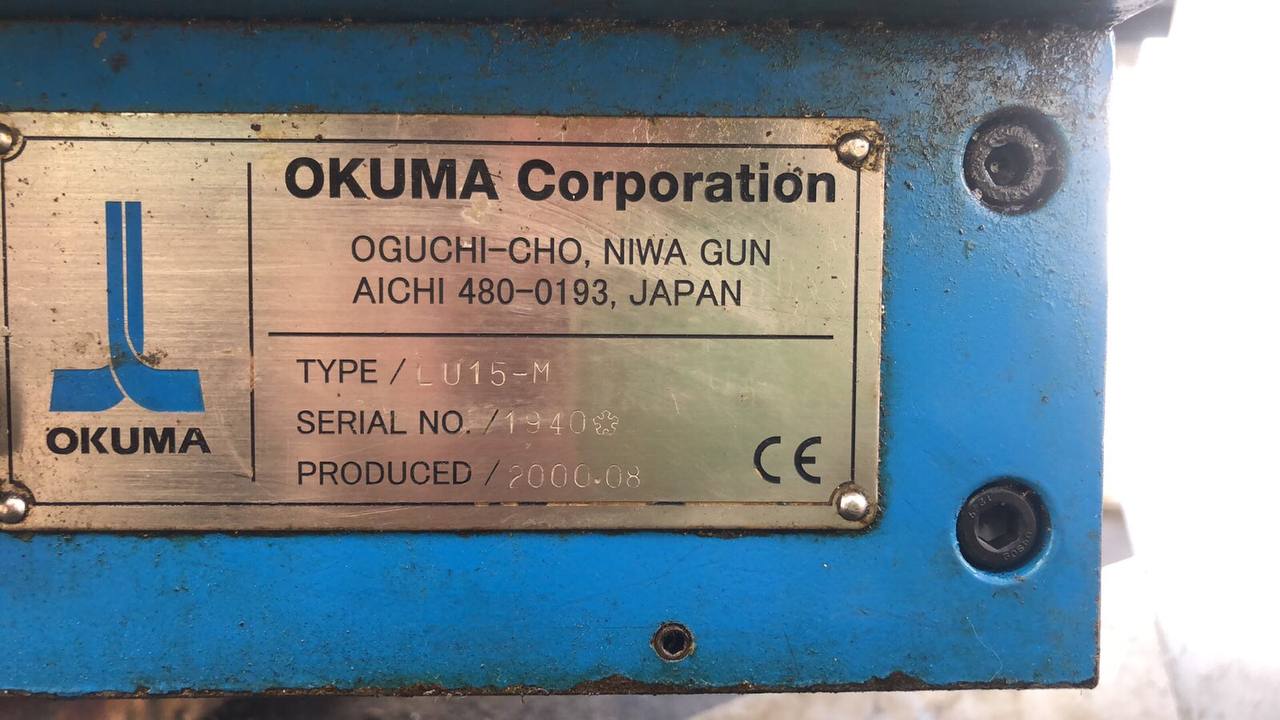 OKUMA
OKUMA Corporation
OGUCHI-CHO, NIWA GUN
AICHI 480-0193, JAPAN
TYPE / LU15-M
SERIAL NO. / 1940
PRODUCED / 2000.08
CE